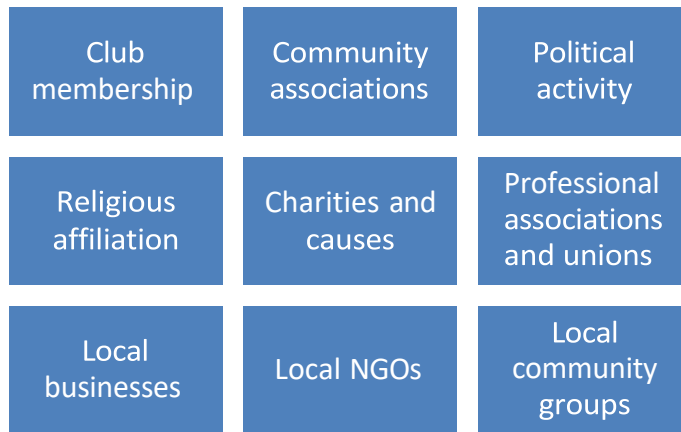 Club
membership
Community
associations
Political
activity
Religious
affiliation
Charities and
causes
Professional
associations
and unions
Local
businesses
Local NGOs
Local
community
groups